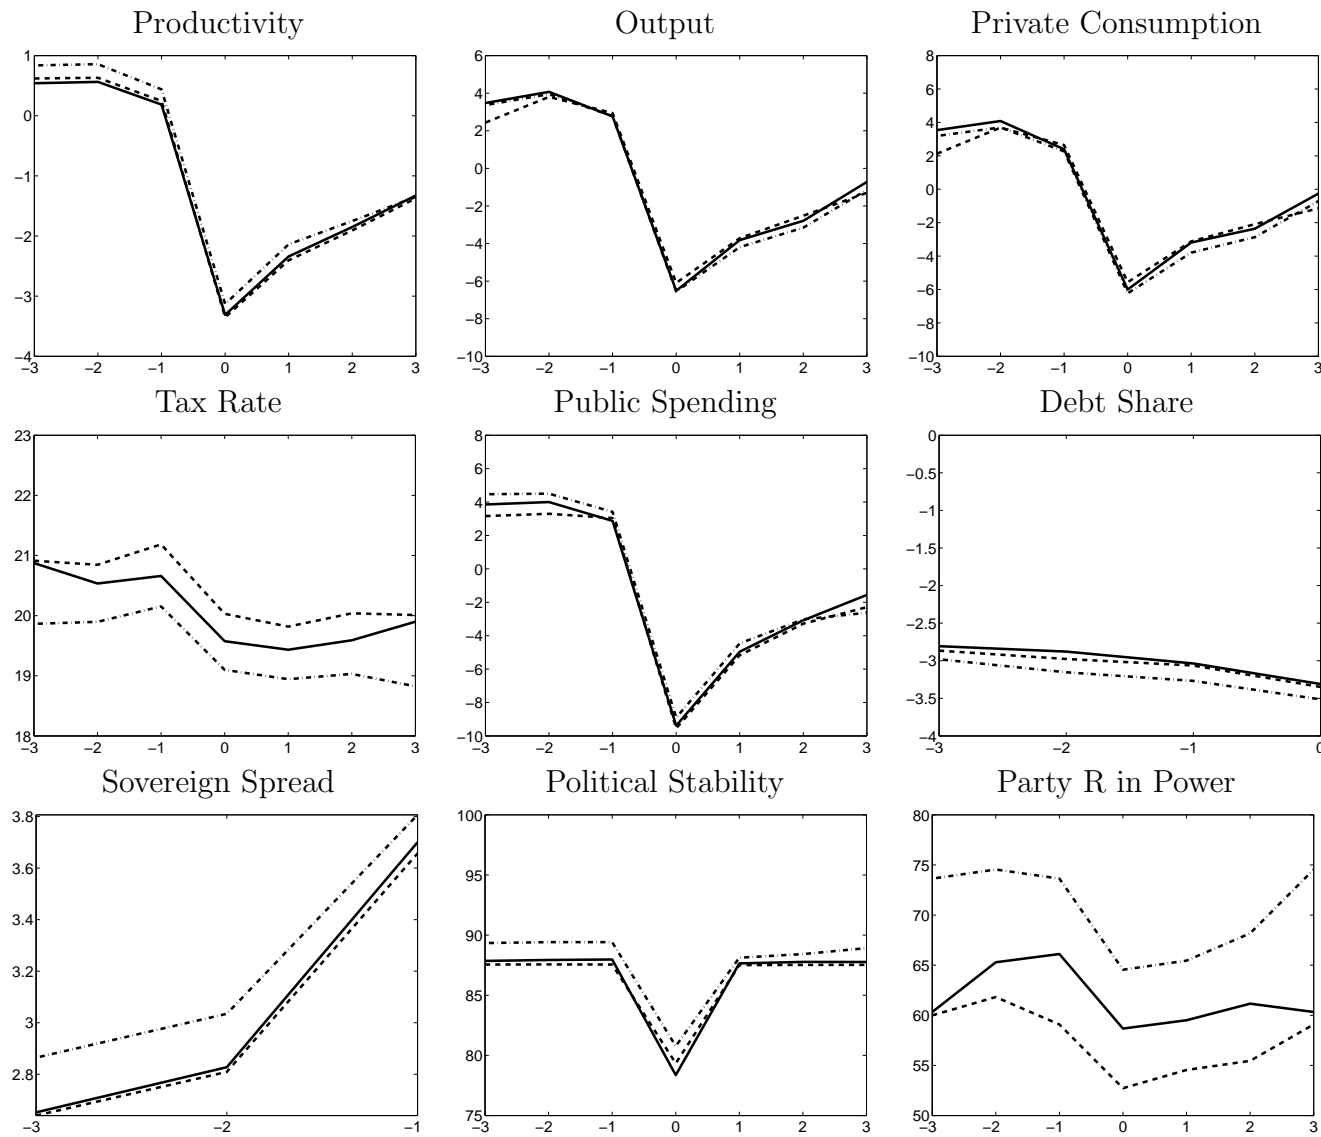 Productivity Output Private Consumption
1 6 8
0 4 6
−1 2 4
−2 0 2
−3 −2 0
−4 −4 −2
−6 −4
−8 −6
−10 −8
−10
−3 −2 −1 0 1 2 3 −3 −2 −1 0 1 2 3 −3 −2 −1 0 1 2 3
Tax Rate Public Spending Debt Share
23 8 0
22 6 −0.5
21 4 −1
20 2 −1.5
19 0 −2
18 −2 −2.5
−4 −3
−6 −3.5
−8 −4
−10
−3 −2 −1 0 1 2 3 −3 −2 −1 0 1 2 3 −3 −2 −1 0
Sovereign Spread Political Stability Party R in Power
3.8 100 80
3.6 95 75
3.4 90 70
3.2 85 65
3 80 60
2.8 75 55
50
−3 −2 −1 −3 −2 −1 0 1 2 3 −3 −2 −1 0 1 2 3